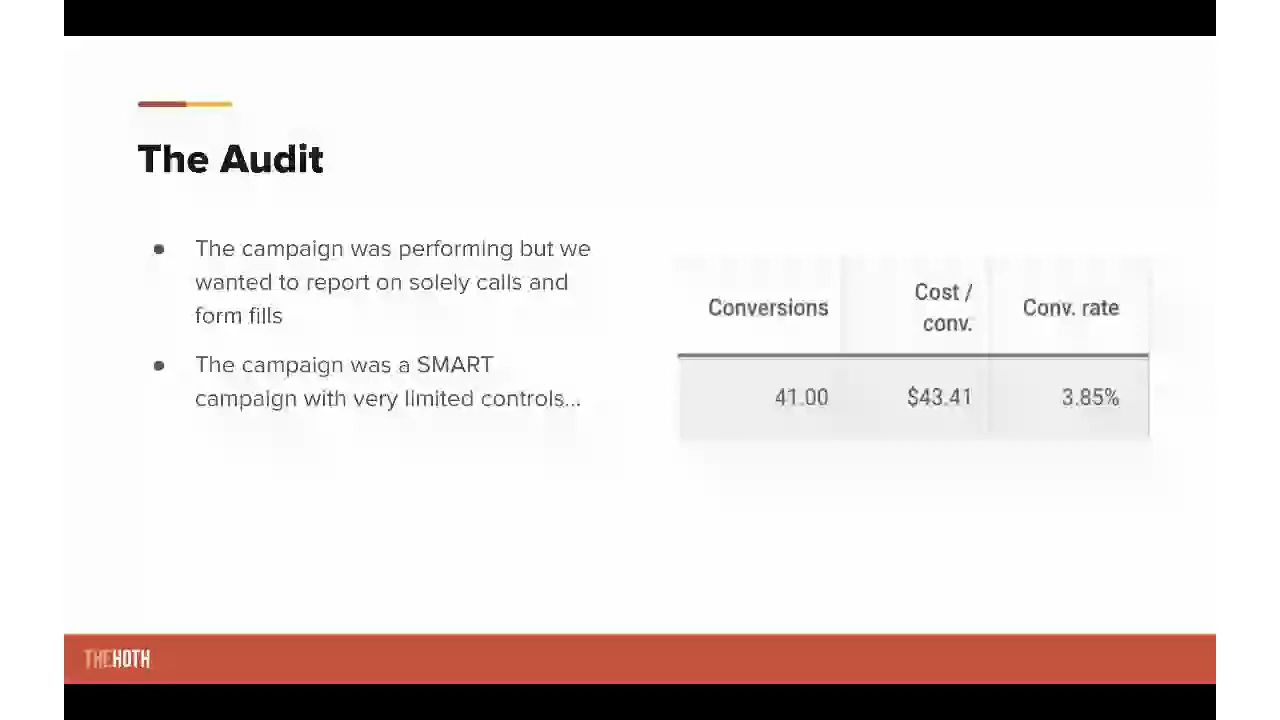 The Audit
● The campaign was performing but we
wanted to report on solely calls and
form fills
● The campaign was a SMART
campaign with very limited controls...
Conversions Cost / conv. Conv. rate
41.00 $43.41 3.85%
THEHOTH